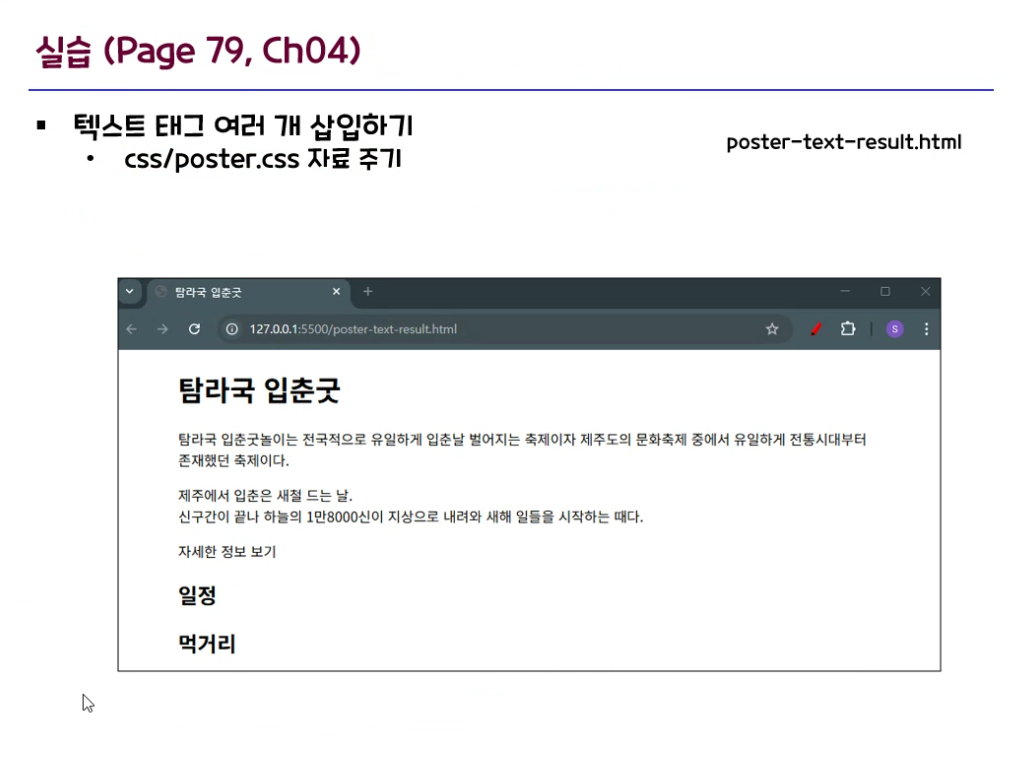 실습 (Page 79, Ch04)
텍스트 태그 여러 개 삽입하기
css/poster.css 자료 주기
poster-text-result.html
탐라국 입춘굿
127.0.0.1:5500/poster-text-result.html
S
탐라국 입춘굿
탐라국 입춘굿놀이는 전국적으로 유일하게 입춘날 벌어지는 축제이자 제주도의 문화축제 중에서 유일하게 전통시대부터
존재했던 축제이다.
제주에서 입춘은 새철 드는 날.
신구간이 끝나 하늘의 1만8000신이 지상으로 내려와 새해 일들을 시작하는 때다.
자세한 정보 보기
일정
먹거리